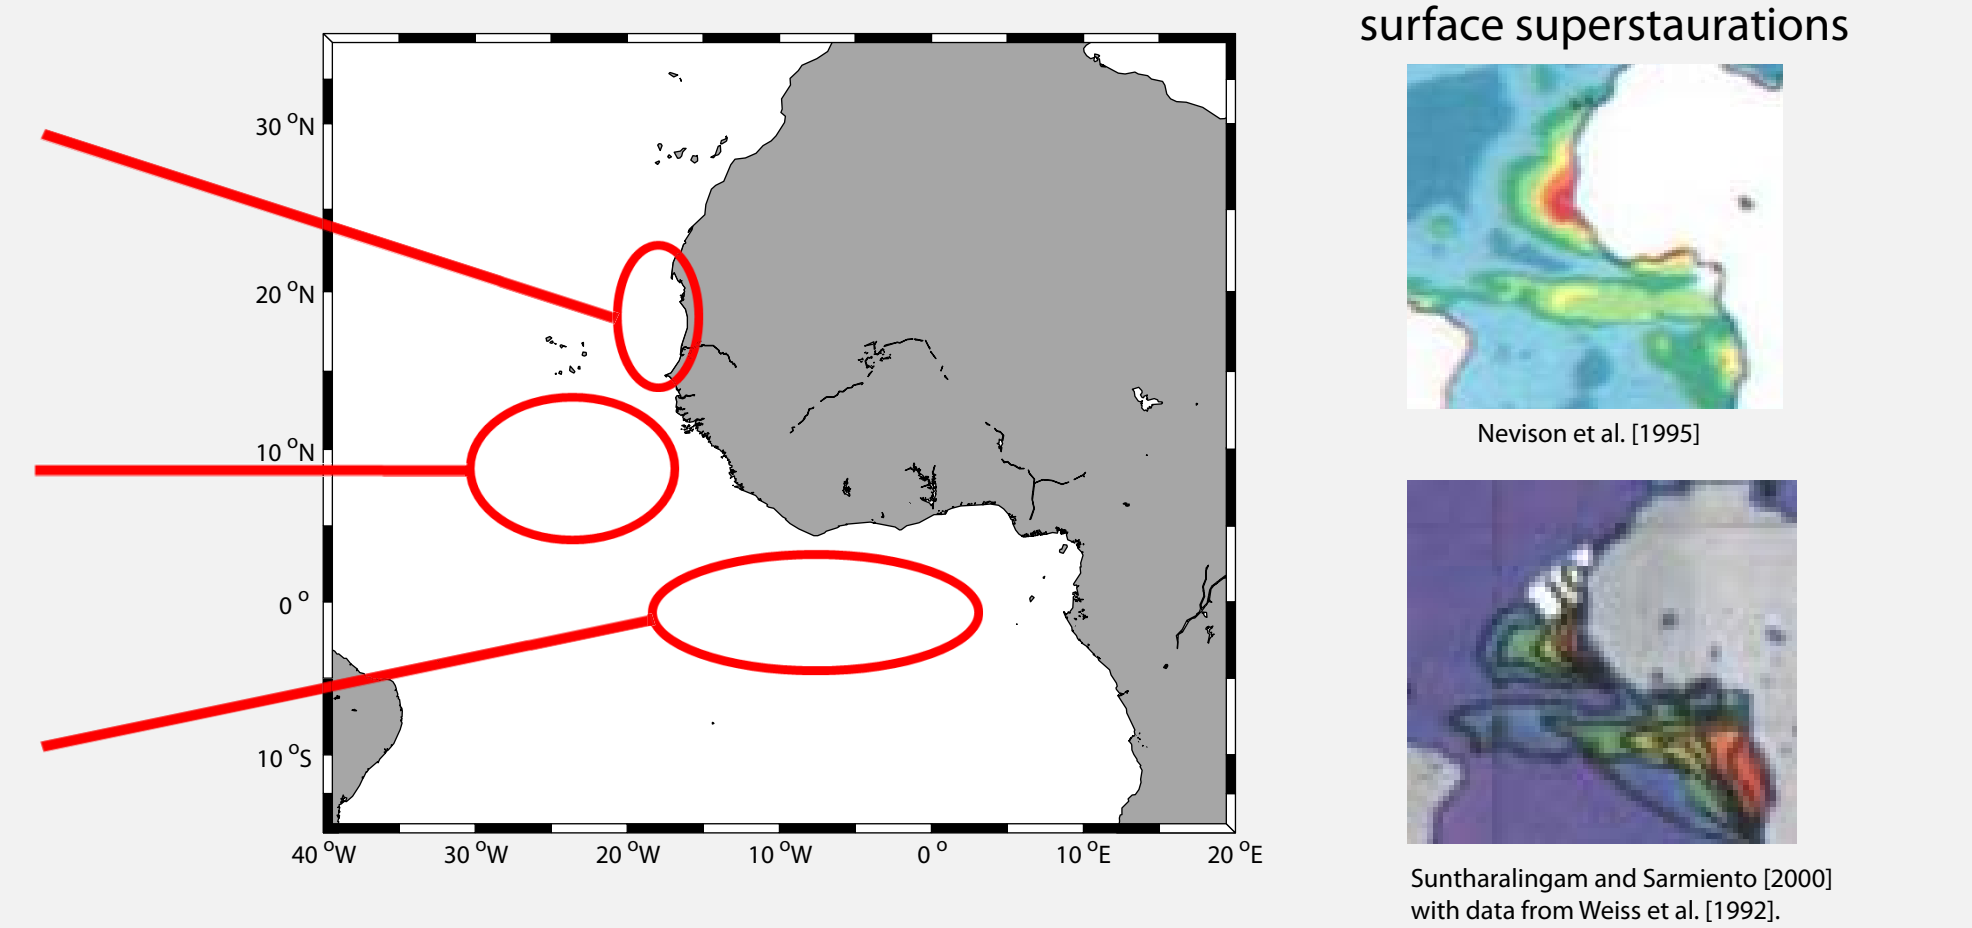 surface superstaurations
30 °N
20 °N
10 °N
0 °
10 °S
40 °W 30 °W 20 °W 10 °W 0 ° 10 °E 20 °E
Nevison et al. [1995]
Suntharalingam and Sarmiento [2000]
with data from Weiss et al. [1992].